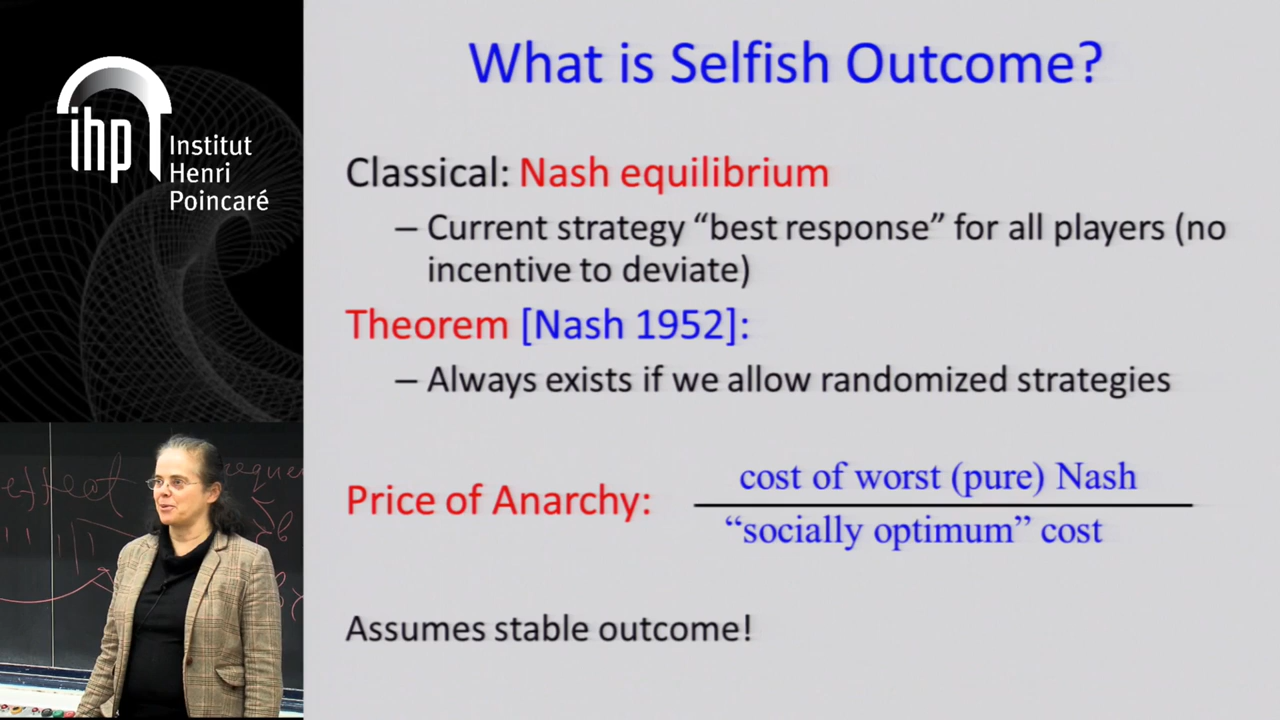 ihp
Institut
Henri
Poincaré
What is Selfish Outcome?
Classical: Nash equilibrium
– Current strategy “best response” for all players (no
incentive to deviate)
Theorem [Nash 1952]:
– Always exists if we allow randomized strategies
Price of Anarchy:
cost of worst (pure) Nash
“socially optimum” cost
Assumes stable outcome!